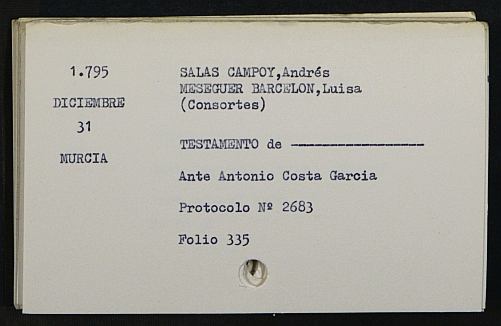 1.795
DICIEMBRE
31
MURCIA
SALAS CAMPOY,Andrés
MESEGUER BARCELON,Luisa
(Consortes)
TESTAMENTO de ------------------
Ante Antonio Costa Garcia
Protocolo Nº 2683
Folio 335